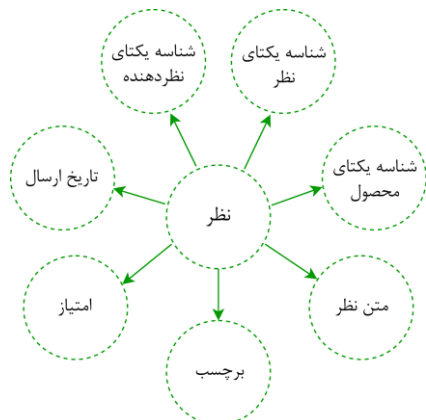 شناسه یکتای
نظر
شناسه یکتای
نظردهنده
شناسه یکتای
محصول
تاریخ ارسال
نظر
متن نظر
امتیاز
برچسب